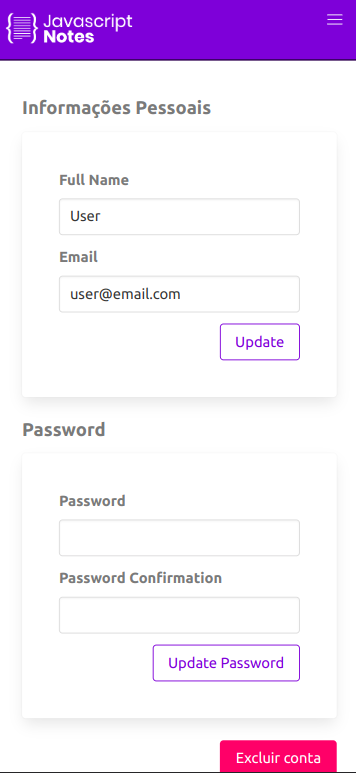 Javascript
Notes
Informações Pessoais
Full Name
User
Email
user@email.com
Update
Password
Password
Password Confirmation
Update Password
Excluir conta